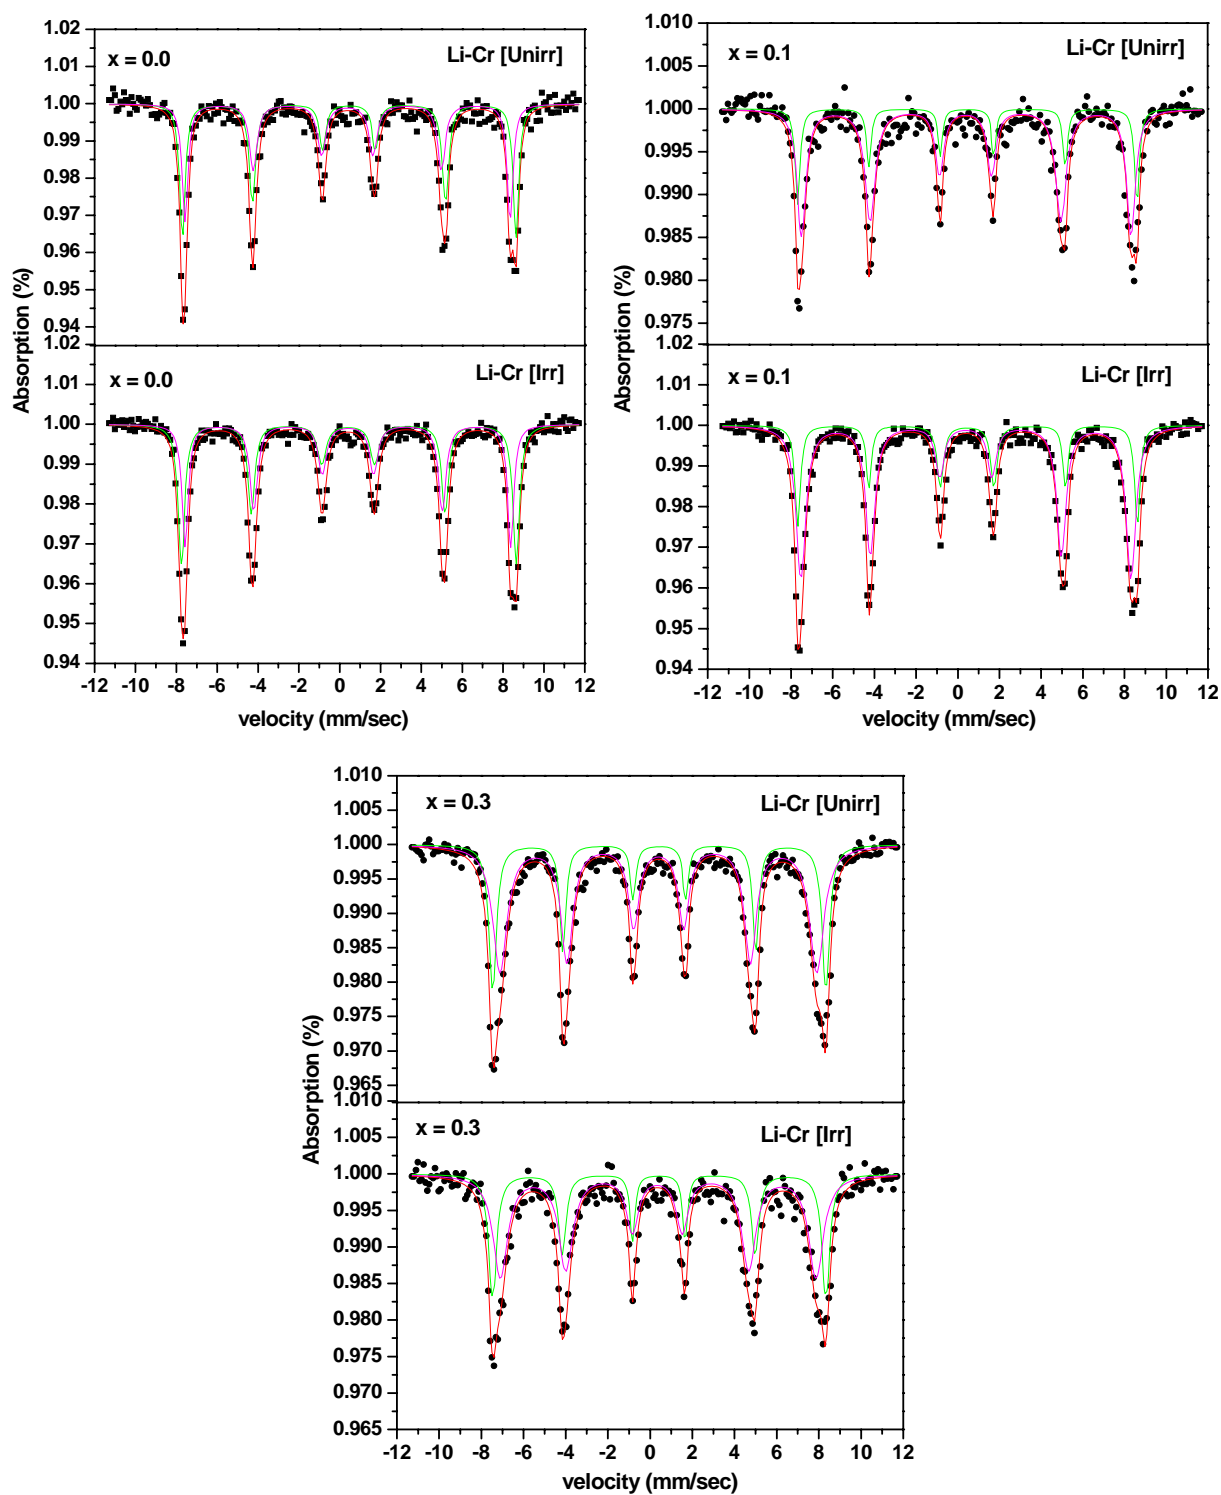 1.02
x = 0.0
Li-Cr [Unirr]
1.01
1.00
0.99
0.98
0.97
0.96
0.95
0.94
1.02
x = 0.0
Li-Cr [Irr]
1.01
1.00
0.99
0.98
0.97
0.96
0.95
0.94
Absorption (%)
-12 -10 -8 -6 -4 -2 0 2 4 6 8 10 12
velocity (mm/sec)
1.010
x = 0.1
Li-Cr [Unirr]
1.005
1.000
0.995
0.990
0.985
0.980
0.975
1.02
x = 0.1
Li-Cr [Irr]
1.01
1.00
0.99
0.98
0.97
0.96
0.95
0.94
Absorption (%)
-12 -10 -8 -6 -4 -2 0 2 4 6 8 10 12
velocity (mm/sec)
1.010
x = 0.3
Li-Cr [Unirr]
1.005
1.000
0.995
0.990
0.985
0.980
0.975
0.970
0.965
1.010
x = 0.3
Li-Cr [Irr]
1.005
1.000
0.995
0.990
0.985
0.980
0.975
0.970
0.965
Absorption (%)
-12 -10 -8 -6 -4 -2 0 2 4 6 8 10 12
velocity (mm/sec)